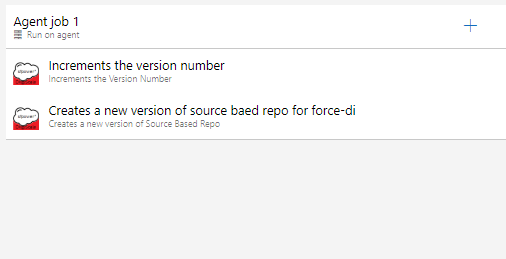 Agent job 1
Run on agent
Increments the version number
Increments the Version Number
Creates a new version of source baed repo for force-di
Creates a new version of Source Based Repo